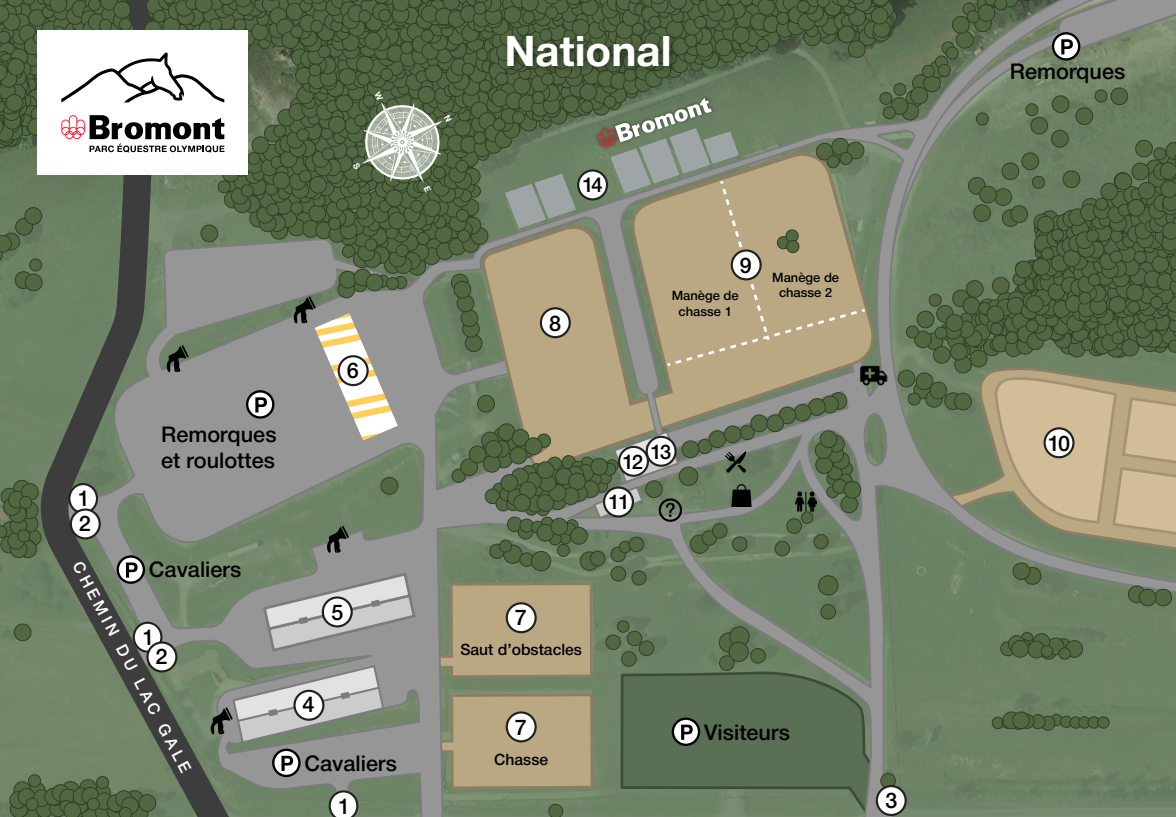 National
Bromont
PARC ÉQUESTRE OLYMPIQUE
W
N
S
E
Bromont
P
Remorques
14
9
Manège de
chasse 1
Manège de
chasse 2
8
6
P
Remorques
et roulottes
10
13
12
11
?
1
2
P Cavaliers
CHEMIN DU LAC GALE
5
1
2
7
Saut d'obstacles
4
7
Chasse
P Visiteurs
P Cavaliers
1
3